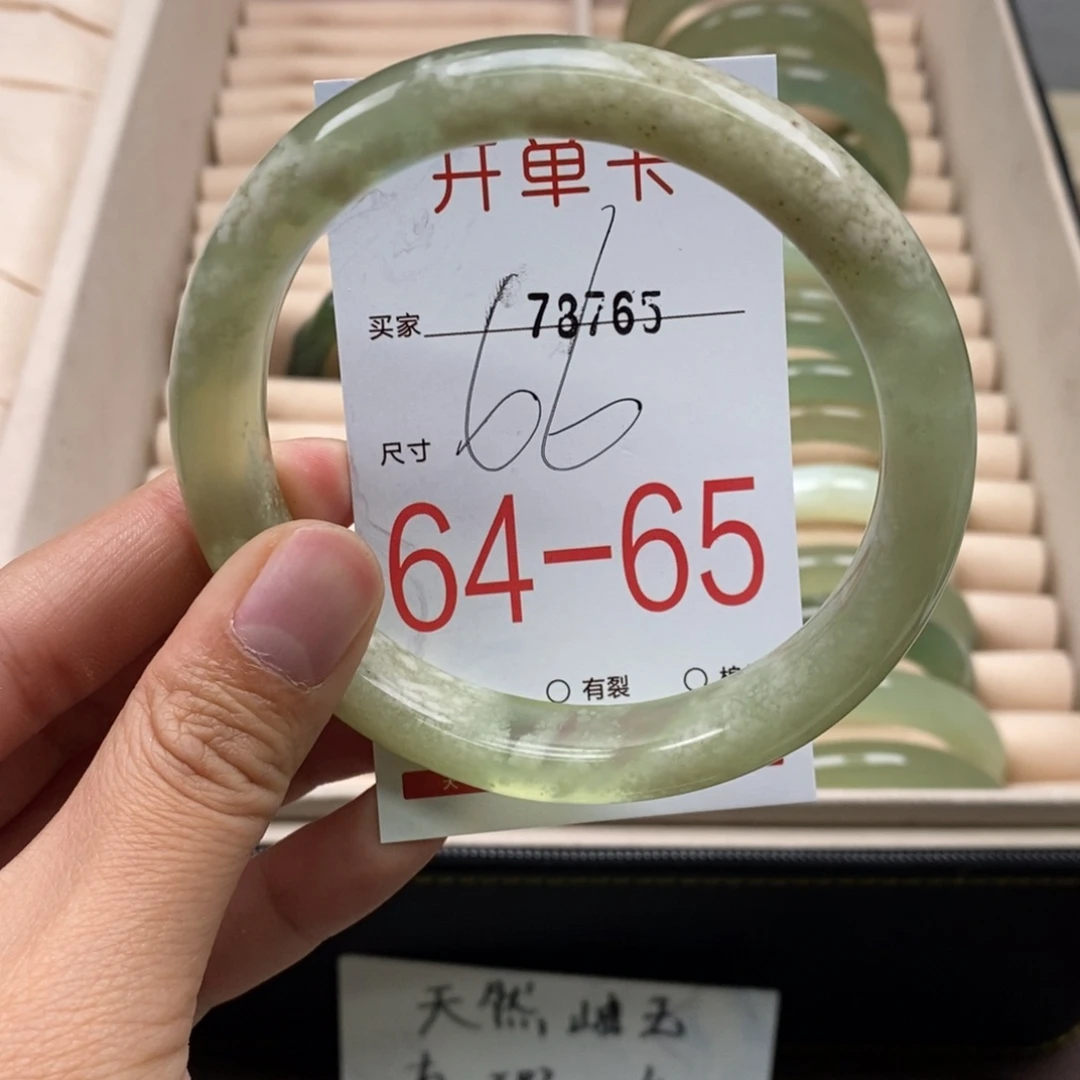 开单卡
买家 73765
66
尺寸
64-65
○ 有裂 ○
天然岫玉